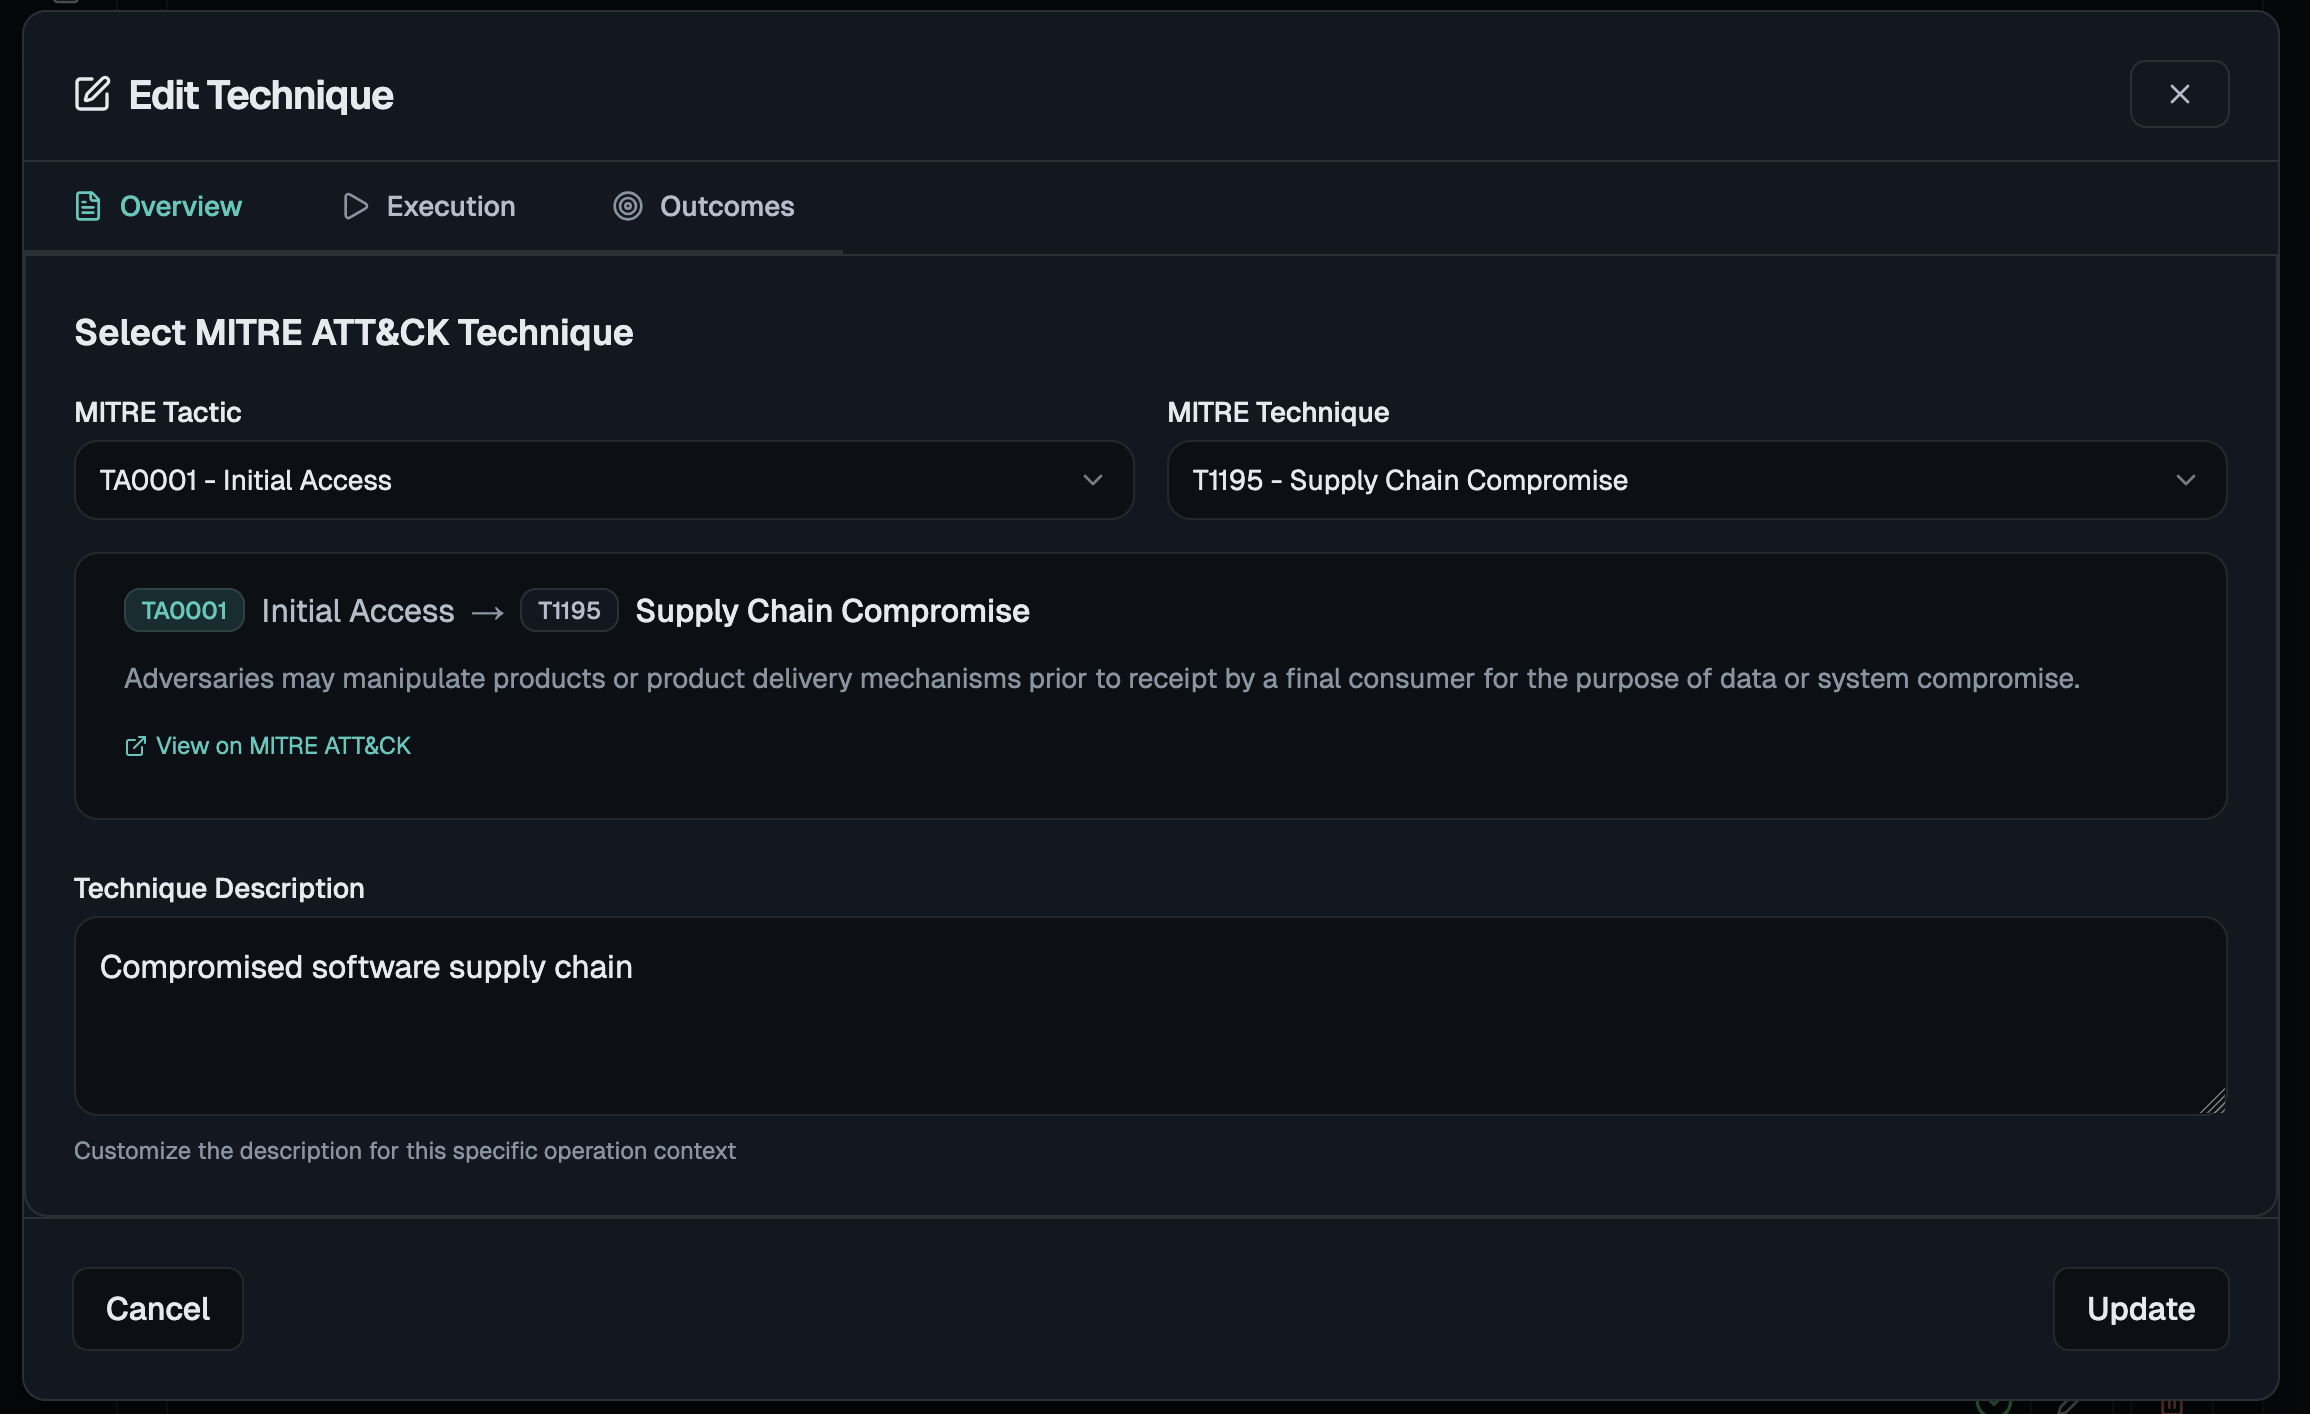 Edit Technique
Overview
Execution
Outcomes
Select MITRE ATT&CK Technique
MITRE Tactic
MITRE Technique
TA0001 - Initial Access
T1195 - Supply Chain Compromise
TA0001 Initial Access → T1195 Supply Chain Compromise
Adversaries may manipulate products or product delivery mechanisms prior to receipt by a final consumer for the purpose of data or system compromise.
View on MITRE ATT&CK
Technique Description
Compromised software supply chain
Customize the description for this specific operation context
Cancel
Update